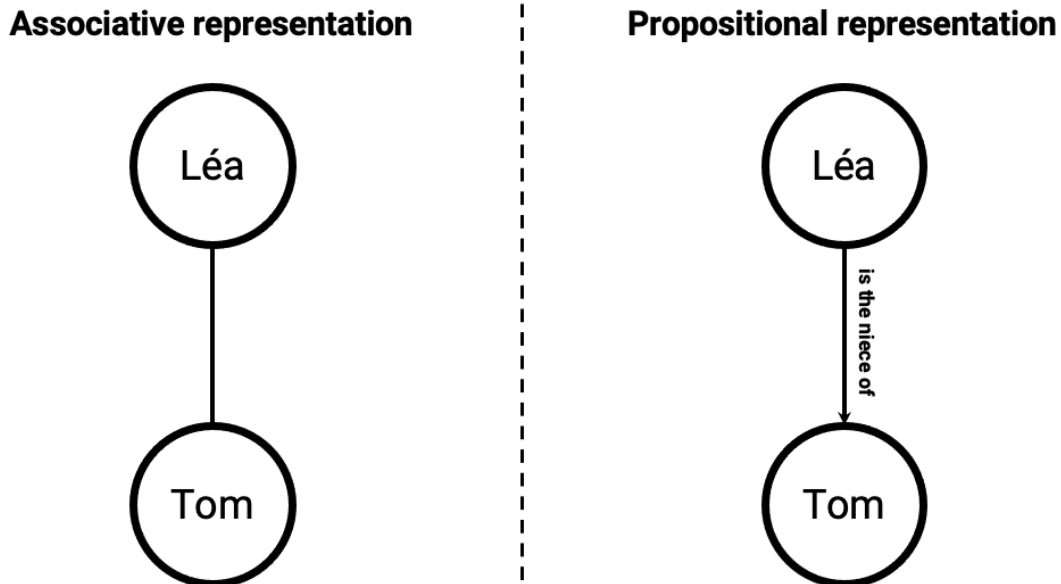 Associative representation
Léa
Tom
Propositional representation
Léa
is the niece of
Tom